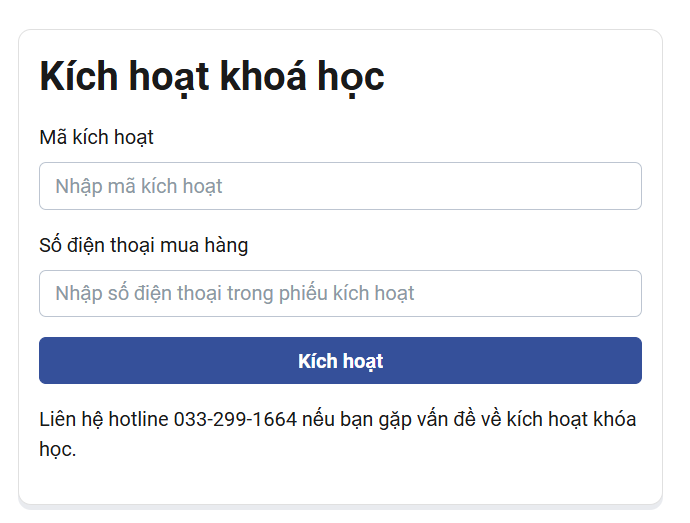 Kích hoạt khoá học
Mã kích hoạt
Nhập mã kích hoạt
Số điện thoại mua hàng
Nhập số điện thoại trong phiếu kích hoạt
Kích hoạt
Liên hệ hotline 033-299-1664 nếu bạn gặp vấn đề về kích hoạt khóa
học.